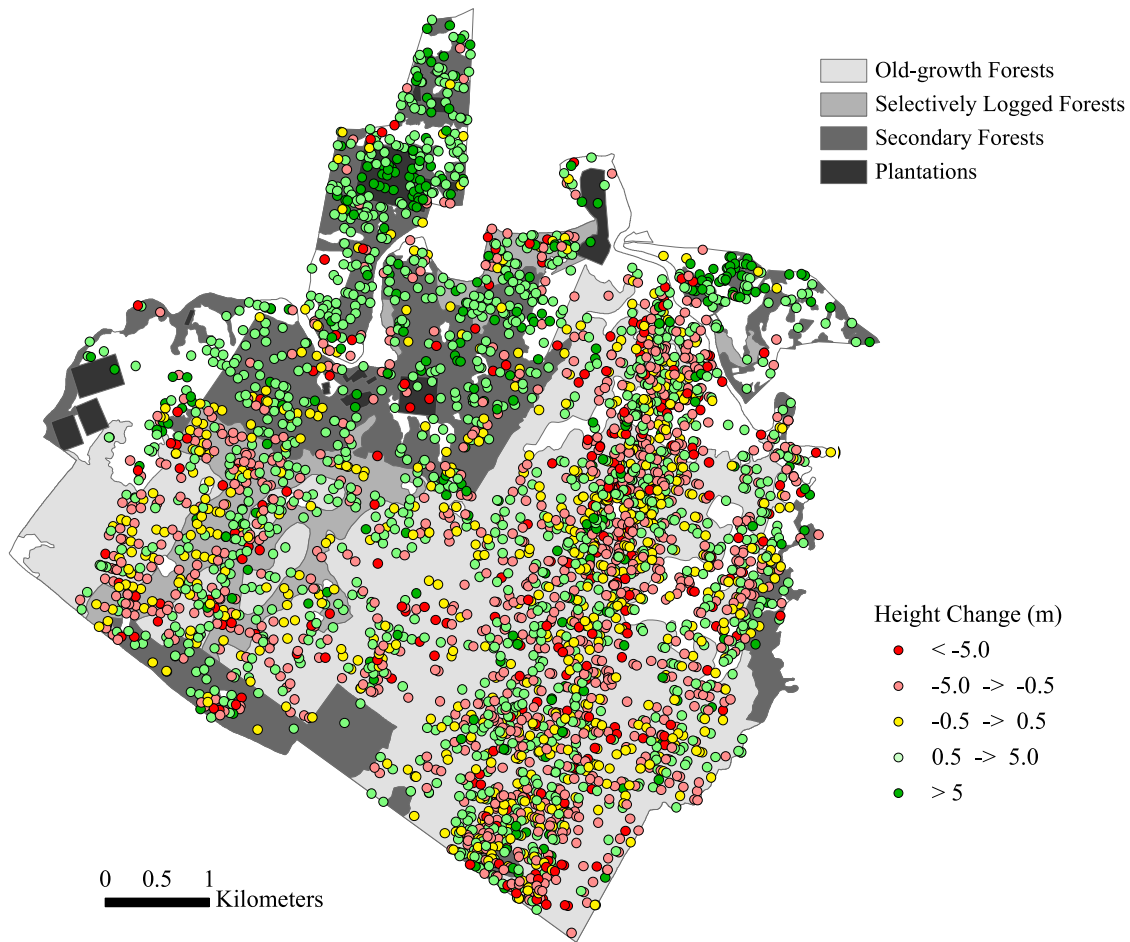 Old-growth Forests
Selectively Logged Forests
Secondary Forests
Plantations
Height Change (m)
< -5.0
-5.0 -> -0.5
-0.5 -> 0.5
0.5 -> 5.0
> 5
0 0.5 1
Kilometers